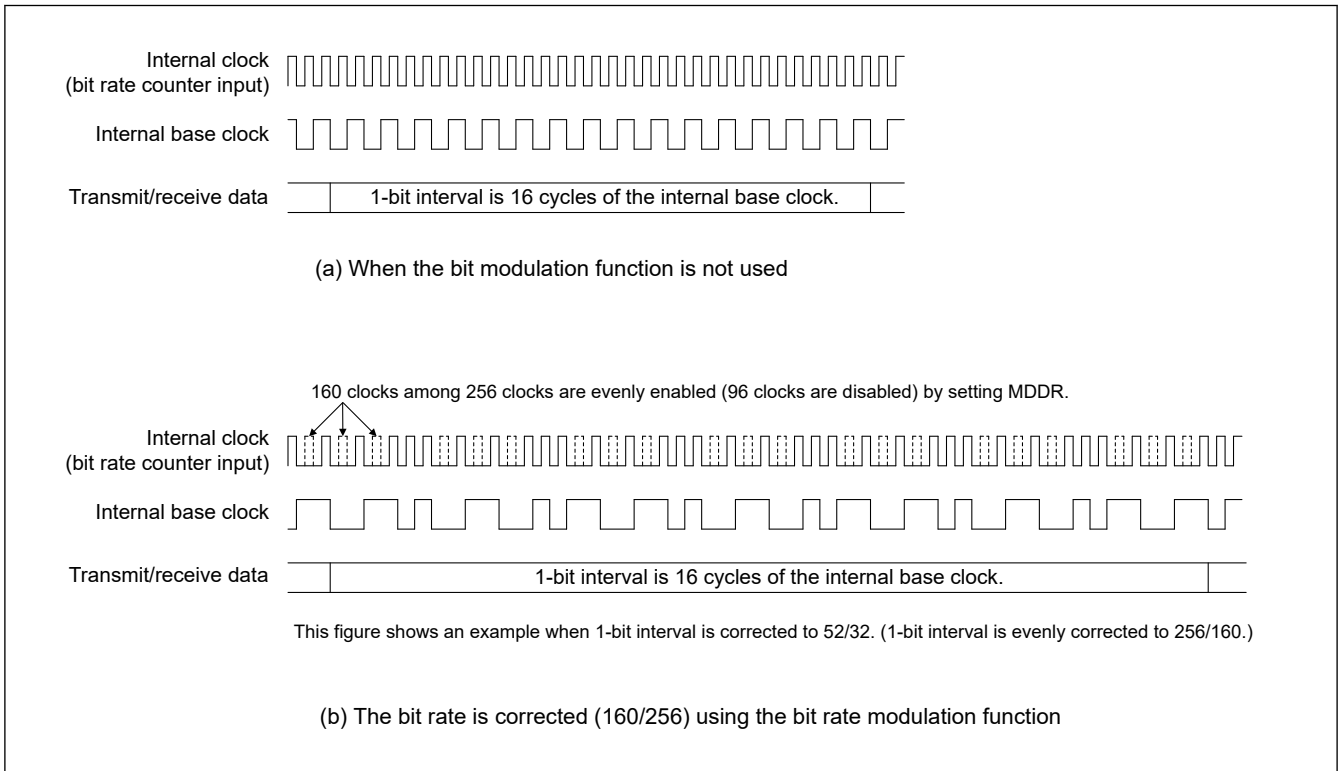 Internal clock
(bit rate counter input)
Internal base clock
Transmit/receive data
1-bit interval is 16 cycles of the internal base clock.
(a) When the bit modulation function is not used
160 clocks among 256 clocks are evenly enabled (96 clocks are disabled) by setting MDDR.
Internal clock
(bit rate counter input)
Internal base clock
Transmit/receive data
1-bit interval is 16 cycles of the internal base clock.
This figure shows an example when 1-bit interval is corrected to 52/32. (1-bit interval is evenly corrected to 256/160.)
(b) The bit rate is corrected (160/256) using the bit rate modulation function